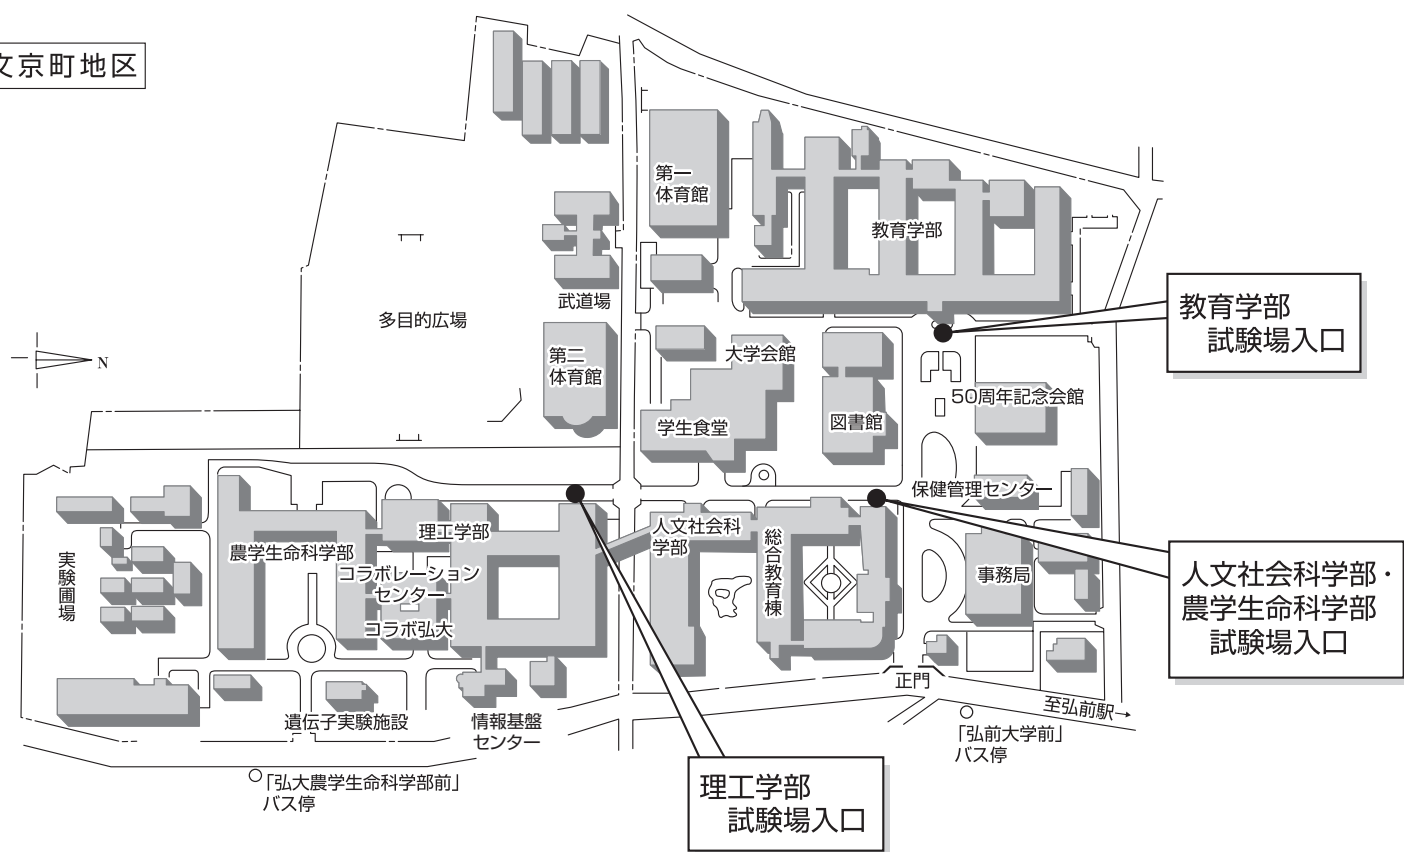 文京町地区
第一
体育館
教育学部
武道場
多目的広場
教育学部
試験場入口
N
第二
体育館
大学会館
50周年記念会館
学生食堂
図書館
保健管理センター
理工学部
人文社会科
学部
総合教育棟
農学生命科学部
コラボレーション
センター
コラボ弘大
実験圃場
事務局
人文社会科学部・
農学生命科学部
試験場入口
正門
至弘前駅→
遺伝子実験施設
情報基盤
センター
「弘前大学前」
バス停
「弘大農学生命科学部前」
バス停
理工学部
試験場入口